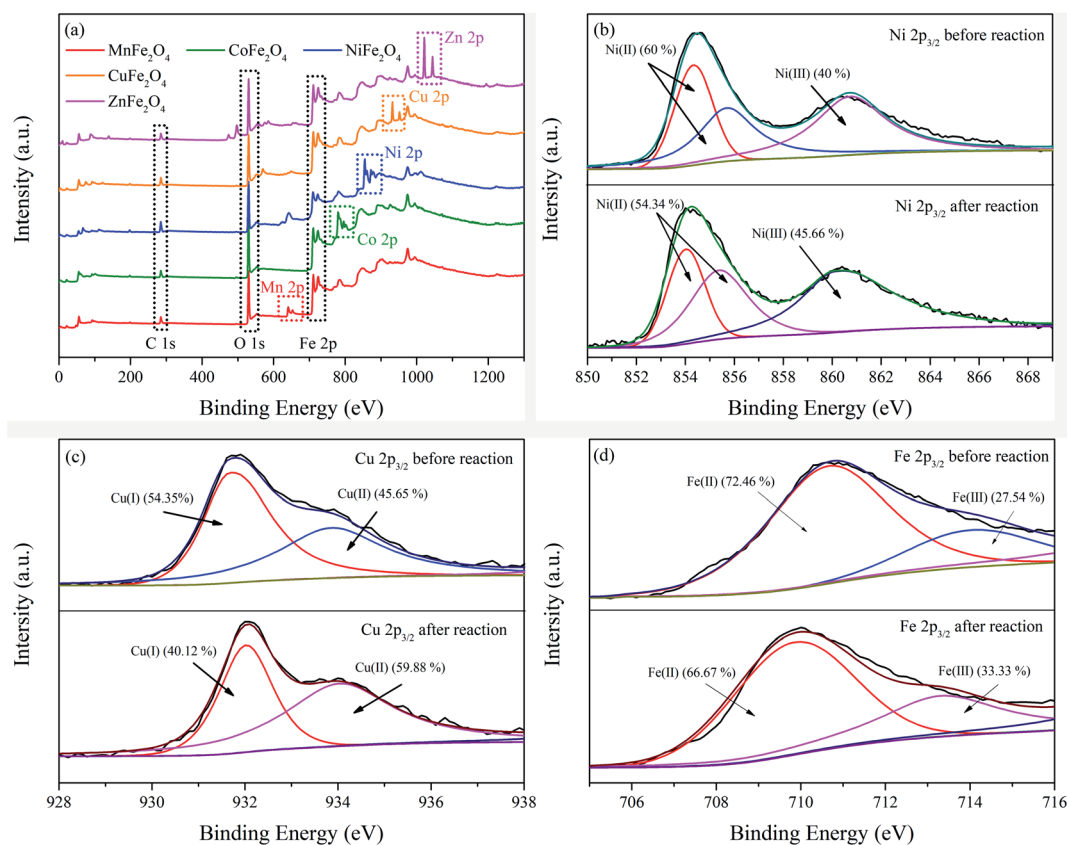 (a)
MnFe₂O₄ CoFe₂O₄ NiFe₂O₄
CuFe₂O₄
ZnFe₂O₄
Zn 2p
Cu 2p
Ni 2p
Co 2p
Mn 2p
C 1s O 1s Fe 2p
Intensity (a.u.)
0 200 400 600 800 1000 1200
Binding Energy (eV)
(b)
Ni 2p₃/₂ before reaction
Ni(II) (60 %)
Ni(III) (40 %)
Ni 2p₃/₂ after reaction
Ni(II) (54.34 %)
Ni(III) (45.66 %)
Intensity (a.u.)
850 852 854 856 858 860 862 864 866 868
Binding Energy (eV)
(c)
Cu 2p₃/₂ before reaction
Cu(I) (54.35%)
Cu(II) (45.65 %)
Cu 2p₃/₂ after reaction
Cu(I) (40.12 %)
Cu(II) (59.88 %)
Intensity (a.u.)
928 930 932 934 936 938
Binding Energy (eV)
(d)
Fe 2p₃/₂ before reaction
Fe(II) (72.46 %)
Fe(III) (27.54 %)
Fe 2p₃/₂ after reaction
Fe(II) (66.67 %)
Fe(III) (33.33 %)
Intersity (a.u.)
706 708 710 712 714 716
Binding Energy (eV)